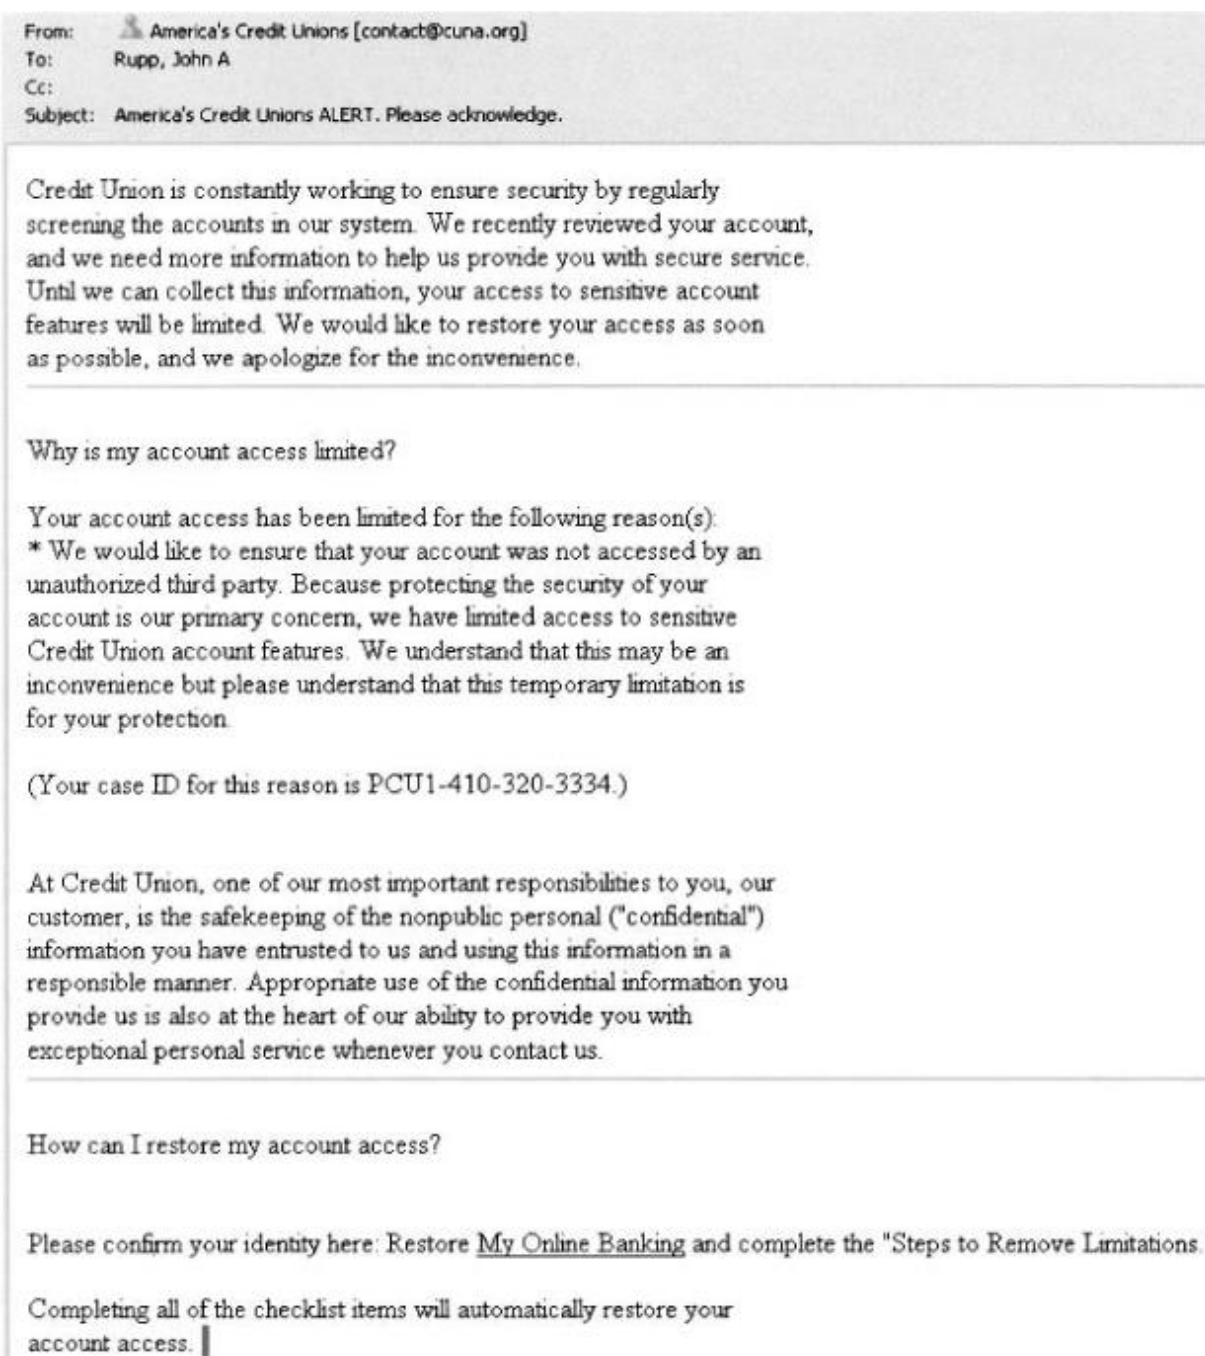 From: America's Credit Unions [contact@cuna.org]
To: Rupp, John A
Cc:
Subject: America's Credit Unions ALERT. Please acknowledge.
Credit Union is constantly working to ensure security by regularly
screening the accounts in our system. We recently reviewed your account,
and we need more information to help us provide you with secure service.
Until we can collect this information, your access to sensitive account
features will be limited. We would like to restore your access as soon
as possible, and we apologize for the inconvenience.
Why is my account access limited?
Your account access has been limited for the following reason(s):
* We would like to ensure that your account was not accessed by an
unauthorized third party. Because protecting the security of your
account is our primary concern, we have limited access to sensitive
Credit Union account features. We understand that this may be an
inconvenience but please understand that this temporary limitation is
for your protection.
(Your case ID for this reason is PCU1-410-320-3334.)
At Credit Union, one of our most important responsibilities to you, our
customer, is the safekeeping of the nonpublic personal ("confidential")
information you have entrusted to us and using this information in a
responsible manner. Appropriate use of the confidential information you
provide us is also at the heart of our ability to provide you with
exceptional personal service whenever you contact us.
How can I restore my account access?
Please confirm your identity here: Restore My Online Banking and complete the "Steps to Remove Limitations.
Completing all of the checklist items will automatically restore your
account access.